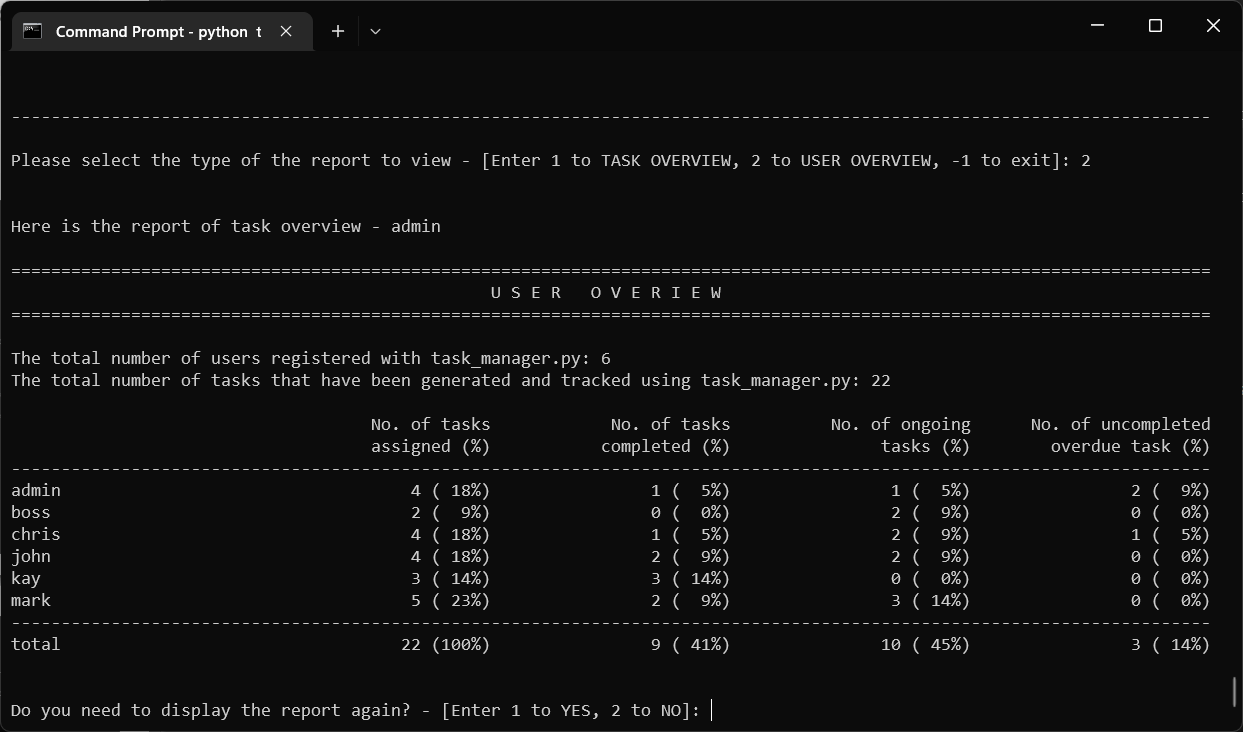 Command Prompt - python t
--------------------------------------------------------------------------------------------------------------------------
Please select the type of the report to view - [Enter 1 to TASK OVERVIEW, 2 to USER OVERVIEW, -1 to exit]: 2
Here is the report of task overview - admin
========================================================================================================================
U S E R   O V E R I E W
========================================================================================================================
The total number of users registered with task_manager.py: 6
The total number of tasks that have been generated and tracked using task_manager.py: 22
No. of tasks No. of tasks No. of ongoing No. of uncompleted
assigned (%) completed (%) tasks (%) overdue task (%)
------------------------------------------------------------------------------------------------------------------------
admin 4 ( 18%) 1 (  5%) 1 (  5%) 2 (  9%)
boss 2 (  9%) 0 (  0%) 2 (  9%) 0 (  0%)
chris 4 ( 18%) 1 (  5%) 2 (  9%) 1 (  5%)
john 4 ( 18%) 2 (  9%) 2 (  9%) 0 (  0%)
kay 3 ( 14%) 3 ( 14%) 0 (  0%) 0 (  0%)
mark 5 ( 23%) 2 (  9%) 3 ( 14%) 0 (  0%)
------------------------------------------------------------------------------------------------------------------------
total 22 (100%) 9 ( 41%) 10 ( 45%) 3 ( 14%)
Do you need to display the report again? - [Enter 1 to YES, 2 to NO]: